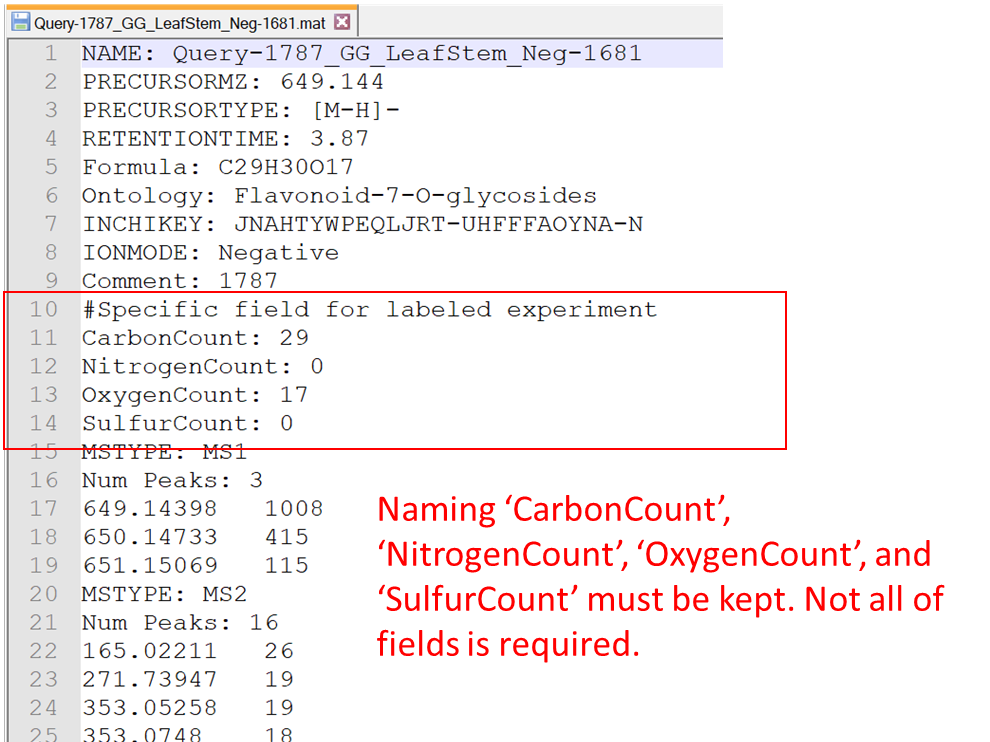 Query-1787_GG_LeafStem_Neg-1681.mat
1 NAME: Query-1787_GG_LeafStem_Neg-1681
2 PRECURSORMZ: 649.144
3 PRECURSORTYPE: [M-H]-
4 RETENTIONTIME: 3.87
5 Formula: C29H30O17
6 Ontology: Flavonoid-7-O-glycosides
7 INCHIKEY: JNAHTYWPEQLJRT-UHFFFAOYNA-N
8 IONMODE: Negative
9 Comment: 1787
10 #Specific field for labeled experiment
11 CarbonCount: 29
12 NitrogenCount: 0
13 OxygenCount: 17
14 SulfurCount: 0
15 MSTYPE: MS1
16 Num Peaks: 3
17 649.14398 1008
18 650.14733 415
19 651.15069 115
20 MSTYPE: MS2
21 Num Peaks: 16
22 165.02211 26
23 271.73947 19
24 353.05258 19
25 353.0748 18
Naming ‘CarbonCount’,
‘NitrogenCount’, ‘OxygenCount’, and
‘SulfurCount’ must be kept. Not all of
fields is required.